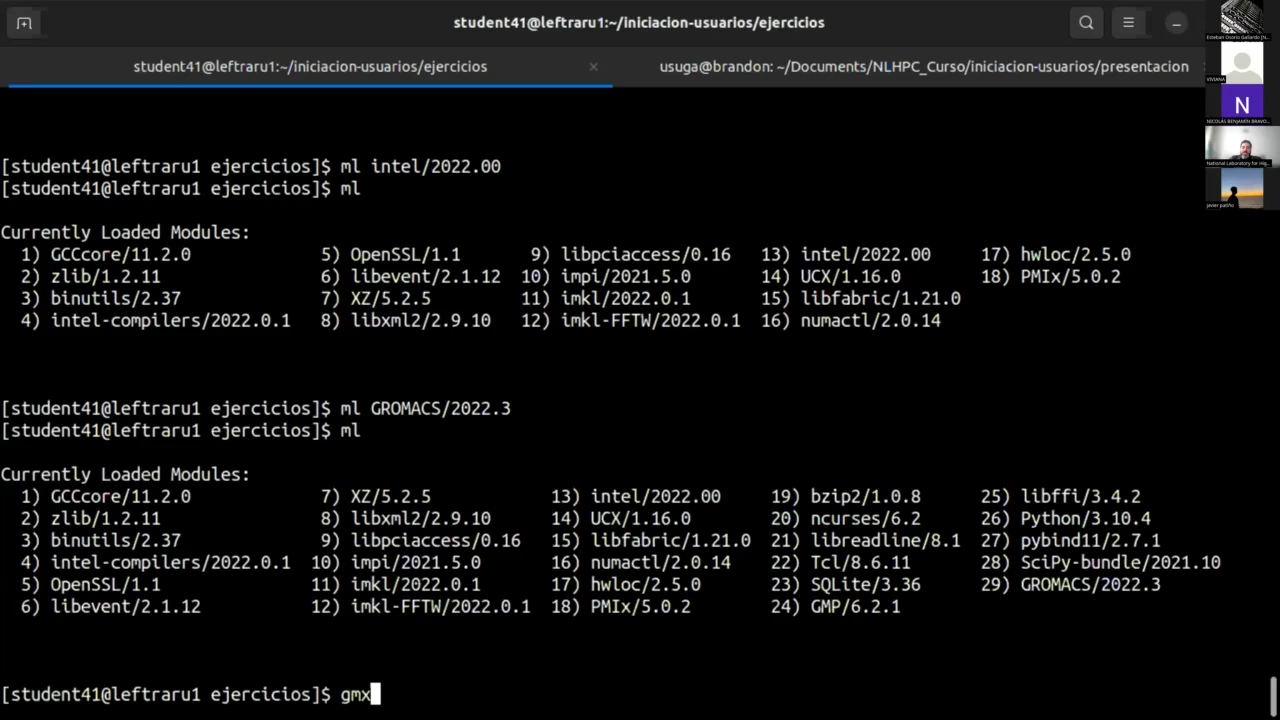 student41@leftraru1:~/iniciacion-usuarios/ejercicios
student41@leftraru1:~/iniciacion-usuarios/ejercicios
usuga@brandon: ~/Documents/NLHPC_Curso/iniciacion-usuarios/presentacion
Esteban Osorio Gallardo [N...
VIVIANA
N
NICOLÁS BENJAMÍN BRAVO...
National Laboratory for Hig...
javier patiño
[student41@leftraru1 ejercicios]$ ml intel/2022.00
[student41@leftraru1 ejercicios]$ ml
Currently Loaded Modules:
1) GCCcore/11.2.0 5) OpenSSL/1.1 9) libpciaccess/0.16 13) intel/2022.00 17) hwloc/2.5.0
2) zlib/1.2.11 6) libevent/2.1.12 10) impi/2021.5.0 14) UCX/1.16.0 18) PMIx/5.0.2
3) binutils/2.37 7) XZ/5.2.5 11) imkl/2022.0.1 15) libfabric/1.21.0
4) intel-compilers/2022.0.1 8) libxml2/2.9.10 12) imkl-FFTW/2022.0.1 16) numactl/2.0.14
[student41@leftraru1 ejercicios]$ ml GROMACS/2022.3
[student41@leftraru1 ejercicios]$ ml
Currently Loaded Modules:
1) GCCcore/11.2.0 7) XZ/5.2.5 13) intel/2022.00 19) bzip2/1.0.8 25) libffi/3.4.2
2) zlib/1.2.11 8) libxml2/2.9.10 14) UCX/1.16.0 20) ncurses/6.2 26) Python/3.10.4
3) binutils/2.37 9) libpciaccess/0.16 15) libfabric/1.21.0 21) libreadline/8.1 27) pybind11/2.7.1
4) intel-compilers/2022.0.1 10) impi/2021.5.0 16) numactl/2.0.14 22) Tcl/8.6.11 28) SciPy-bundle/2021.10
5) OpenSSL/1.1 11) imkl/2022.0.1 17) hwloc/2.5.0 23) SQLite/3.36 29) GROMACS/2022.3
6) libevent/2.1.12 12) imkl-FFTW/2022.0.1 18) PMIx/5.0.2 24) GMP/6.2.1
[student41@leftraru1 ejercicios]$ gmx